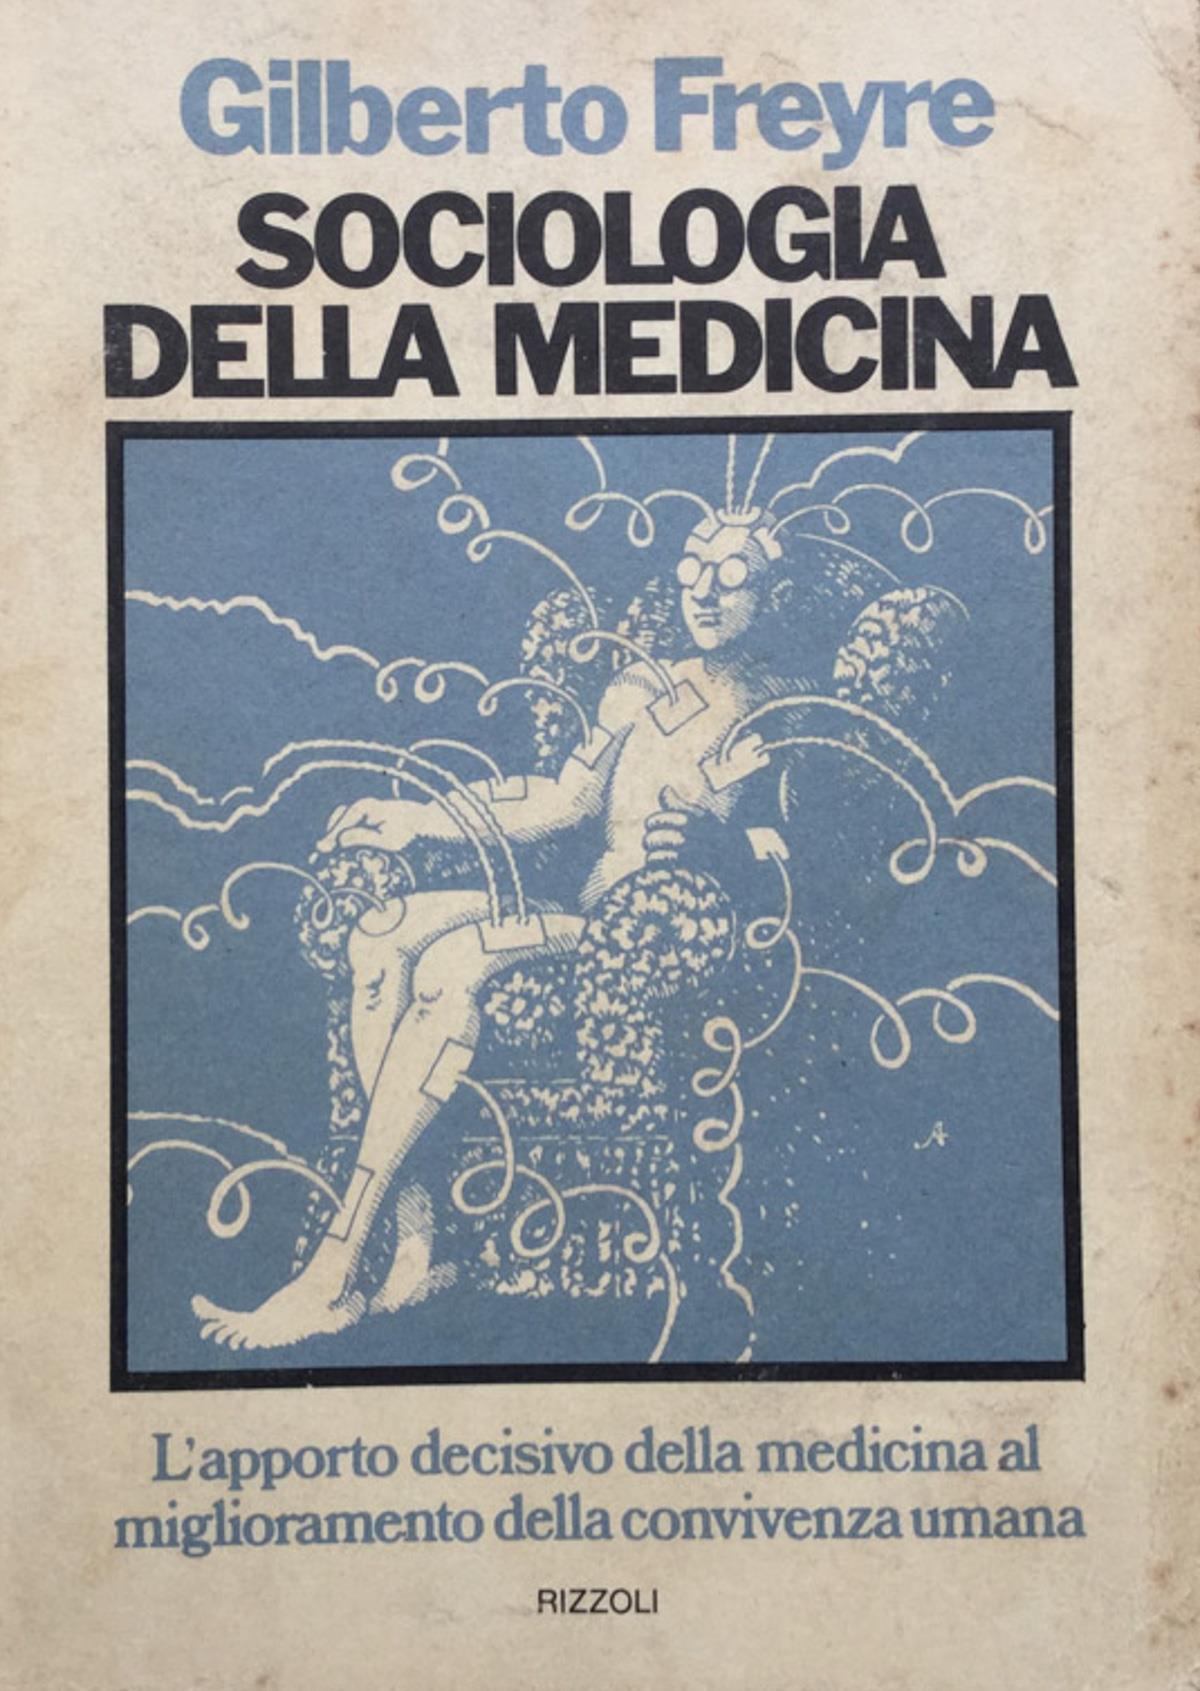 Gilberto Freyre
SOCIOLOGIA
DELLA MEDICINA
A
L'apporto decisivo della medicina al
miglioramento della convivenza umana
RIZZOLI